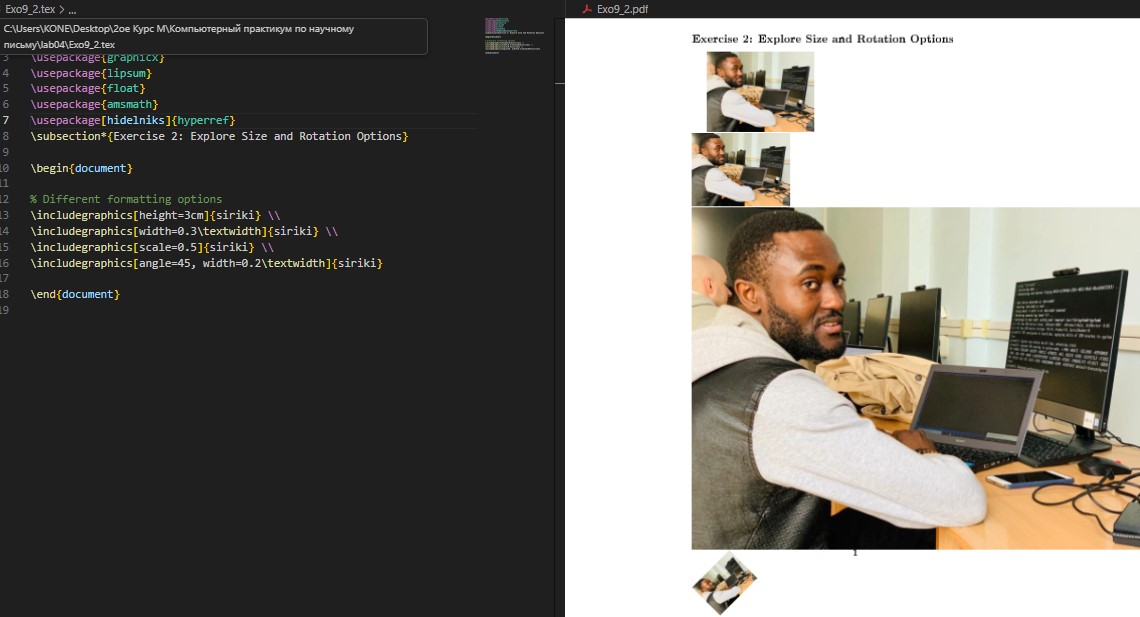 Exo9_2.tex > ...
C:\Users\KONE\Desktop\2ое Курс М\Компьютерный практикум по научному
письму\lab04\Exo9_2.tex
3 \usepackage{graphicx}
4 \usepackage{lipsum}
5 \usepackage{float}
6 \usepackage{amsmath}
7 \usepackage[hidelniks]{hyperref}
8 \subsection*{Exercise 2: Explore Size and Rotation Options}
9
10 \begin{document}
11
12 % Different formatting options
13 \includegraphics[height=3cm]{siriki} \\
14 \includegraphics[width=0.3\textwidth]{siriki} \\
15 \includegraphics[scale=0.5]{siriki} \\
16 \includegraphics[angle=45, width=0.2\textwidth]{siriki}
17
18 \end{document}
19
Exo9_2.pdf
Exercise 2: Explore Size and Rotation Options
1